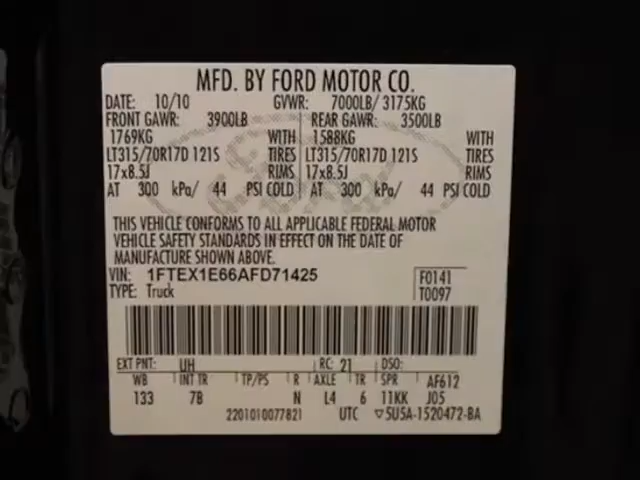 MFD. BY FORD MOTOR CO.
DATE: 10/10 GVWR: 7000LB/ 3175KG
FRONT GAWR: 3900LB REAR GAWR: 3500LB
1769KG WITH 1588KG WITH
LT315/70R17D 121S TIRES LT315/70R17D 121S TIRES
17x8.5J RIMS 17x8.5J RIMS
AT 300 kPa/ 44 PSI COLD AT 300 kPa/ 44 PSI COLD
THIS VEHICLE CONFORMS TO ALL APPLICABLE FEDERAL MOTOR
VEHICLE SAFETY STANDARDS IN EFFECT ON THE DATE OF
MANUFACTURE SHOWN ABOVE.
VIN: 1FTEX1E66AFD71425 F0141
TYPE: Truck T0097
EXT PNT: UH RC: 21 DSO:
WB INT TR TP/PS R AXLE TR SPR AF612
133 7B N L4 6 11KK J05
2201010077821 UTC ▽5U5A-1520472-BA